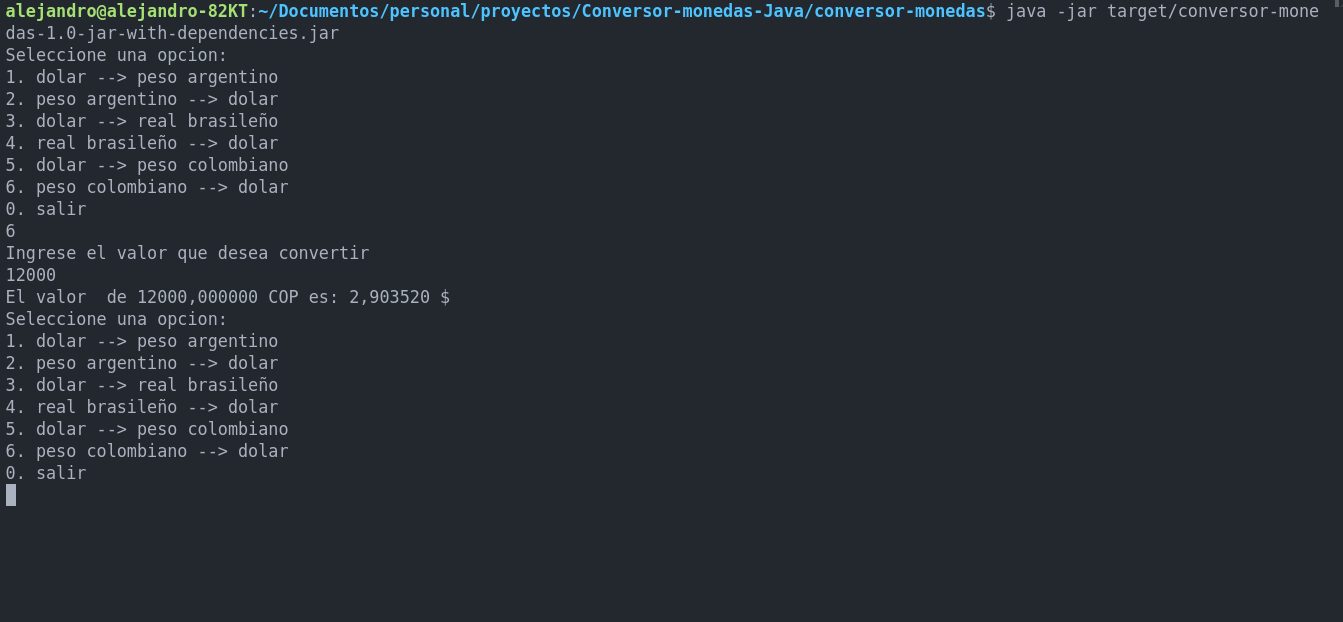 alejandro@alejandro-82KT:~/Documentos/personal/proyectos/Conversor-monedas-Java/conversor-monedas$ java -jar target/conversor-mone
das-1.0-jar-with-dependencies.jar
Seleccione una opcion:
1. dolar --> peso argentino
2. peso argentino --> dolar
3. dolar --> real brasileño
4. real brasileño --> dolar
5. dolar --> peso colombiano
6. peso colombiano --> dolar
0. salir
6
Ingrese el valor que desea convertir
12000
El valor  de 12000,000000 COP es: 2,903520 $
Seleccione una opcion:
1. dolar --> peso argentino
2. peso argentino --> dolar
3. dolar --> real brasileño
4. real brasileño --> dolar
5. dolar --> peso colombiano
6. peso colombiano --> dolar
0. salir